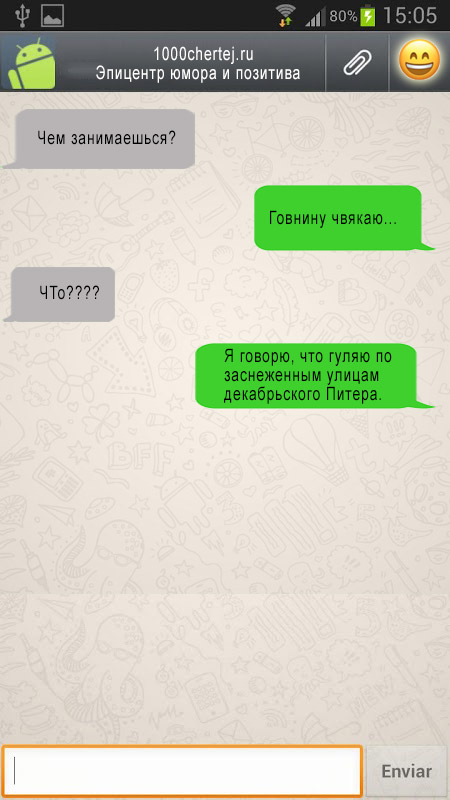 80% 15:05
1000chertej.ru
Эпицентр юмора и позитива
Чем занимаешься?
Говнину чвякаю...
ЧТо????
Я говорю, что гуляю по
заснеженным улицам
декабрьского Питера.
BFF
Enviar